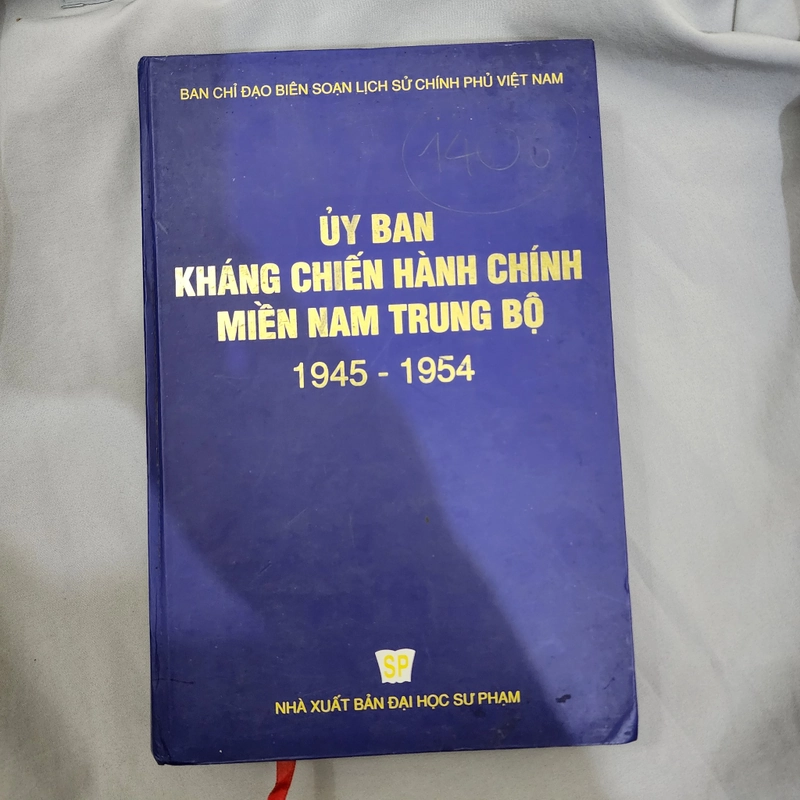 BAN CHỈ ĐẠO BIÊN SOẠN LỊCH SỬ CHÍNH PHỦ VIỆT NAM
ỦY BAN
KHÁNG CHIẾN HÀNH CHÍNH
MIỀN NAM TRUNG BỘ
1945 - 1954
SP
NHÀ XUẤT BẢN ĐẠI HỌC SƯ PHẠM